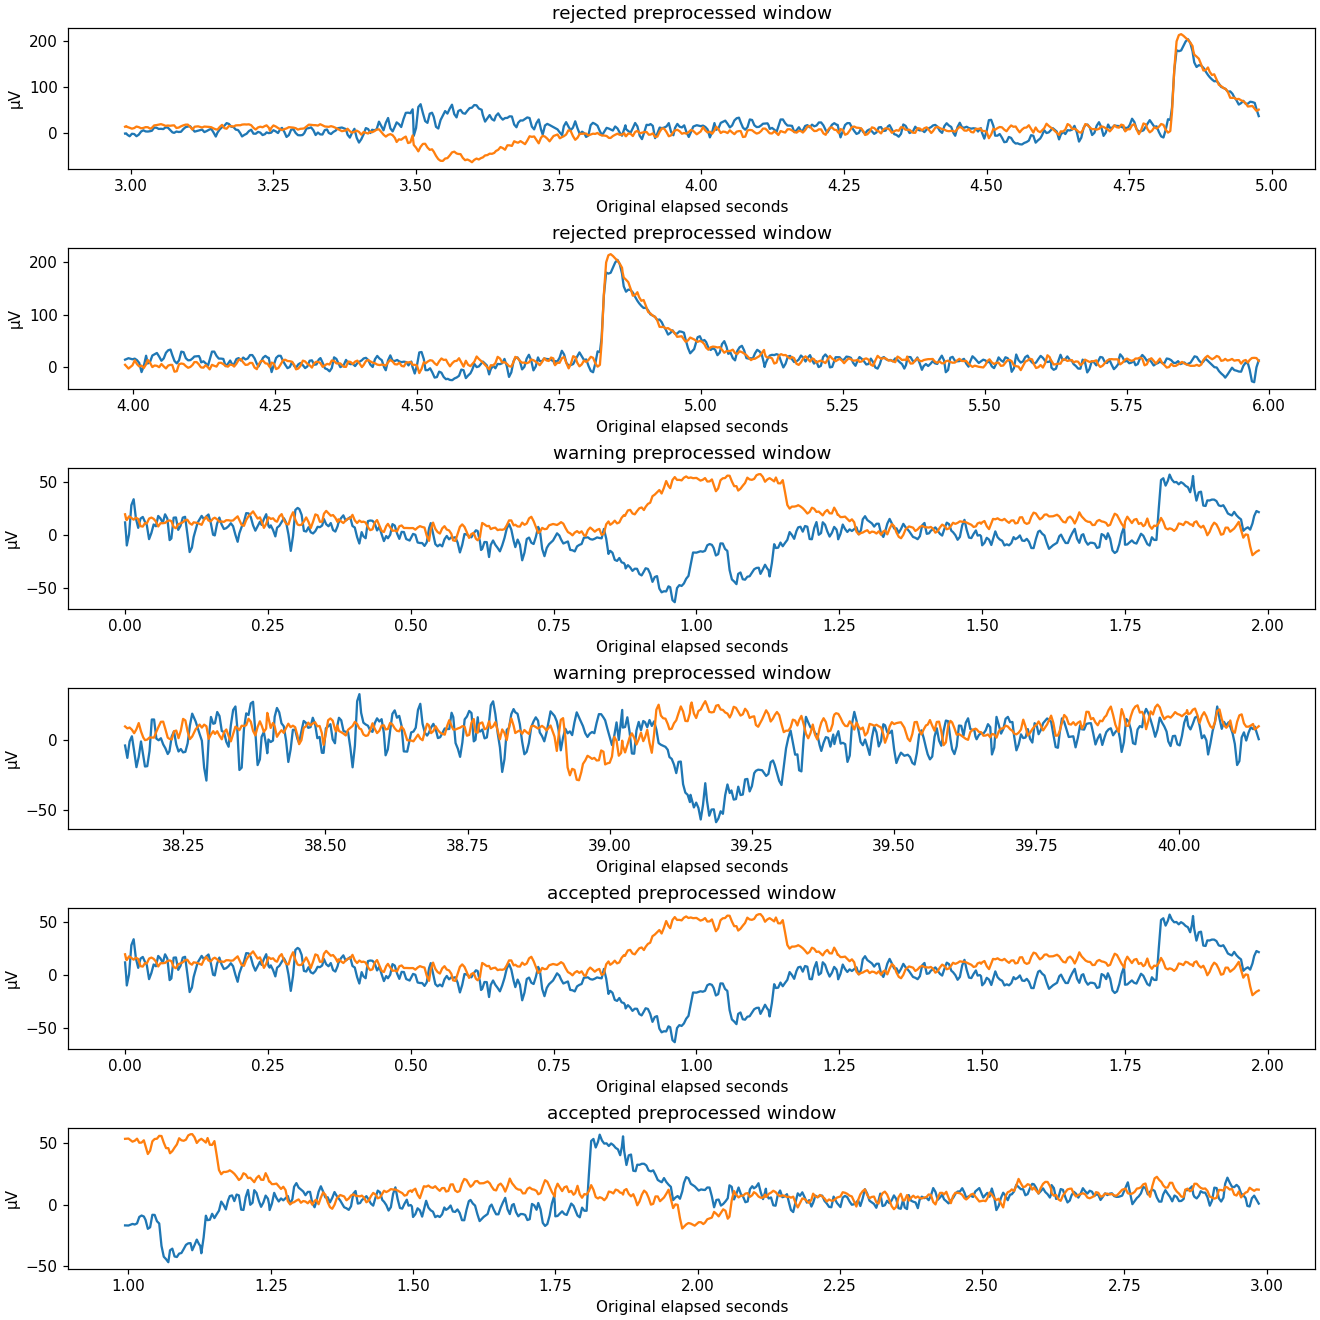 rejected preprocessed window
200
100
0
µV
3.00 3.25 3.50 3.75 4.00 4.25 4.50 4.75 5.00
Original elapsed seconds
rejected preprocessed window
200
100
0
µV
4.00 4.25 4.50 4.75 5.00 5.25 5.50 5.75 6.00
Original elapsed seconds
warning preprocessed window
50
0
−50
µV
0.00 0.25 0.50 0.75 1.00 1.25 1.50 1.75 2.00
Original elapsed seconds
warning preprocessed window
0
−50
µV
38.25 38.50 38.75 39.00 39.25 39.50 39.75 40.00
Original elapsed seconds
accepted preprocessed window
50
0
−50
µV
0.00 0.25 0.50 0.75 1.00 1.25 1.50 1.75 2.00
Original elapsed seconds
accepted preprocessed window
50
0
−50
µV
1.00 1.25 1.50 1.75 2.00 2.25 2.50 2.75 3.00
Original elapsed seconds